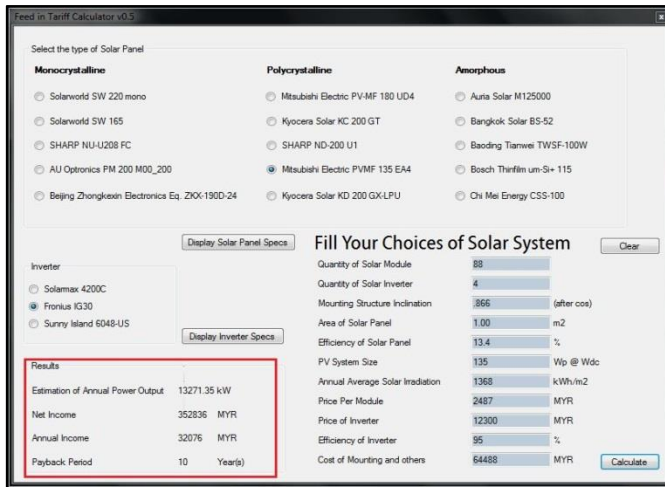 Feed in Tariff Calculator v0.5
Select the type of Solar Panel
Monocrystalline
Solarworld SW 220 mono
Solarworld SW 165
SHARP NU-U208 FC
AU Optronics PM 200 M00_200
Beijing Zhongkexin Electronics Eq. ZKX-190D-24
Polycrystalline
Mitsubishi Electric PV-MF 180 UD4
Kyocera Solar KC 200 GT
SHARP ND-200 U1
Mitsubishi Electric PVMF 135 EA4
Kyocera Solar KD 200 GX-LPU
Amorphous
Auria Solar M125000
Bangkok Solar BS-52
Baoding Tianwei TWSF-100W
Bosch Thinfilm um-Si+ 115
Chi Mei Energy CSS-100
Display Solar Panel Specs
Inverter
Solamax 4200C
Fronius IG30
Sunny Island 6048-US
Display Inverter Specs
Results
Estimation of Annual Power Output 13271.35 kW
Net Income 352836 MYR
Annual Income 32076 MYR
Payback Period 10 Year(s)
Fill Your Choices of Solar System
Clear
Quantity of Solar Module 88
Quantity of Solar Inverter 4
Mounting Structure Inclination .866 (after cos)
Area of Solar Panel 1.00 m2
Efficiency of Solar Panel 13.4 %
PV System Size 135 Wp @ Wdc
Annual Average Solar Irradiation 1368 kWh/m2
Price Per Module 2487 MYR
Price of Inverter 12300 MYR
Efficiency of Inverter 95 %
Cost of Mounting and others 64488 MYR
Calculate